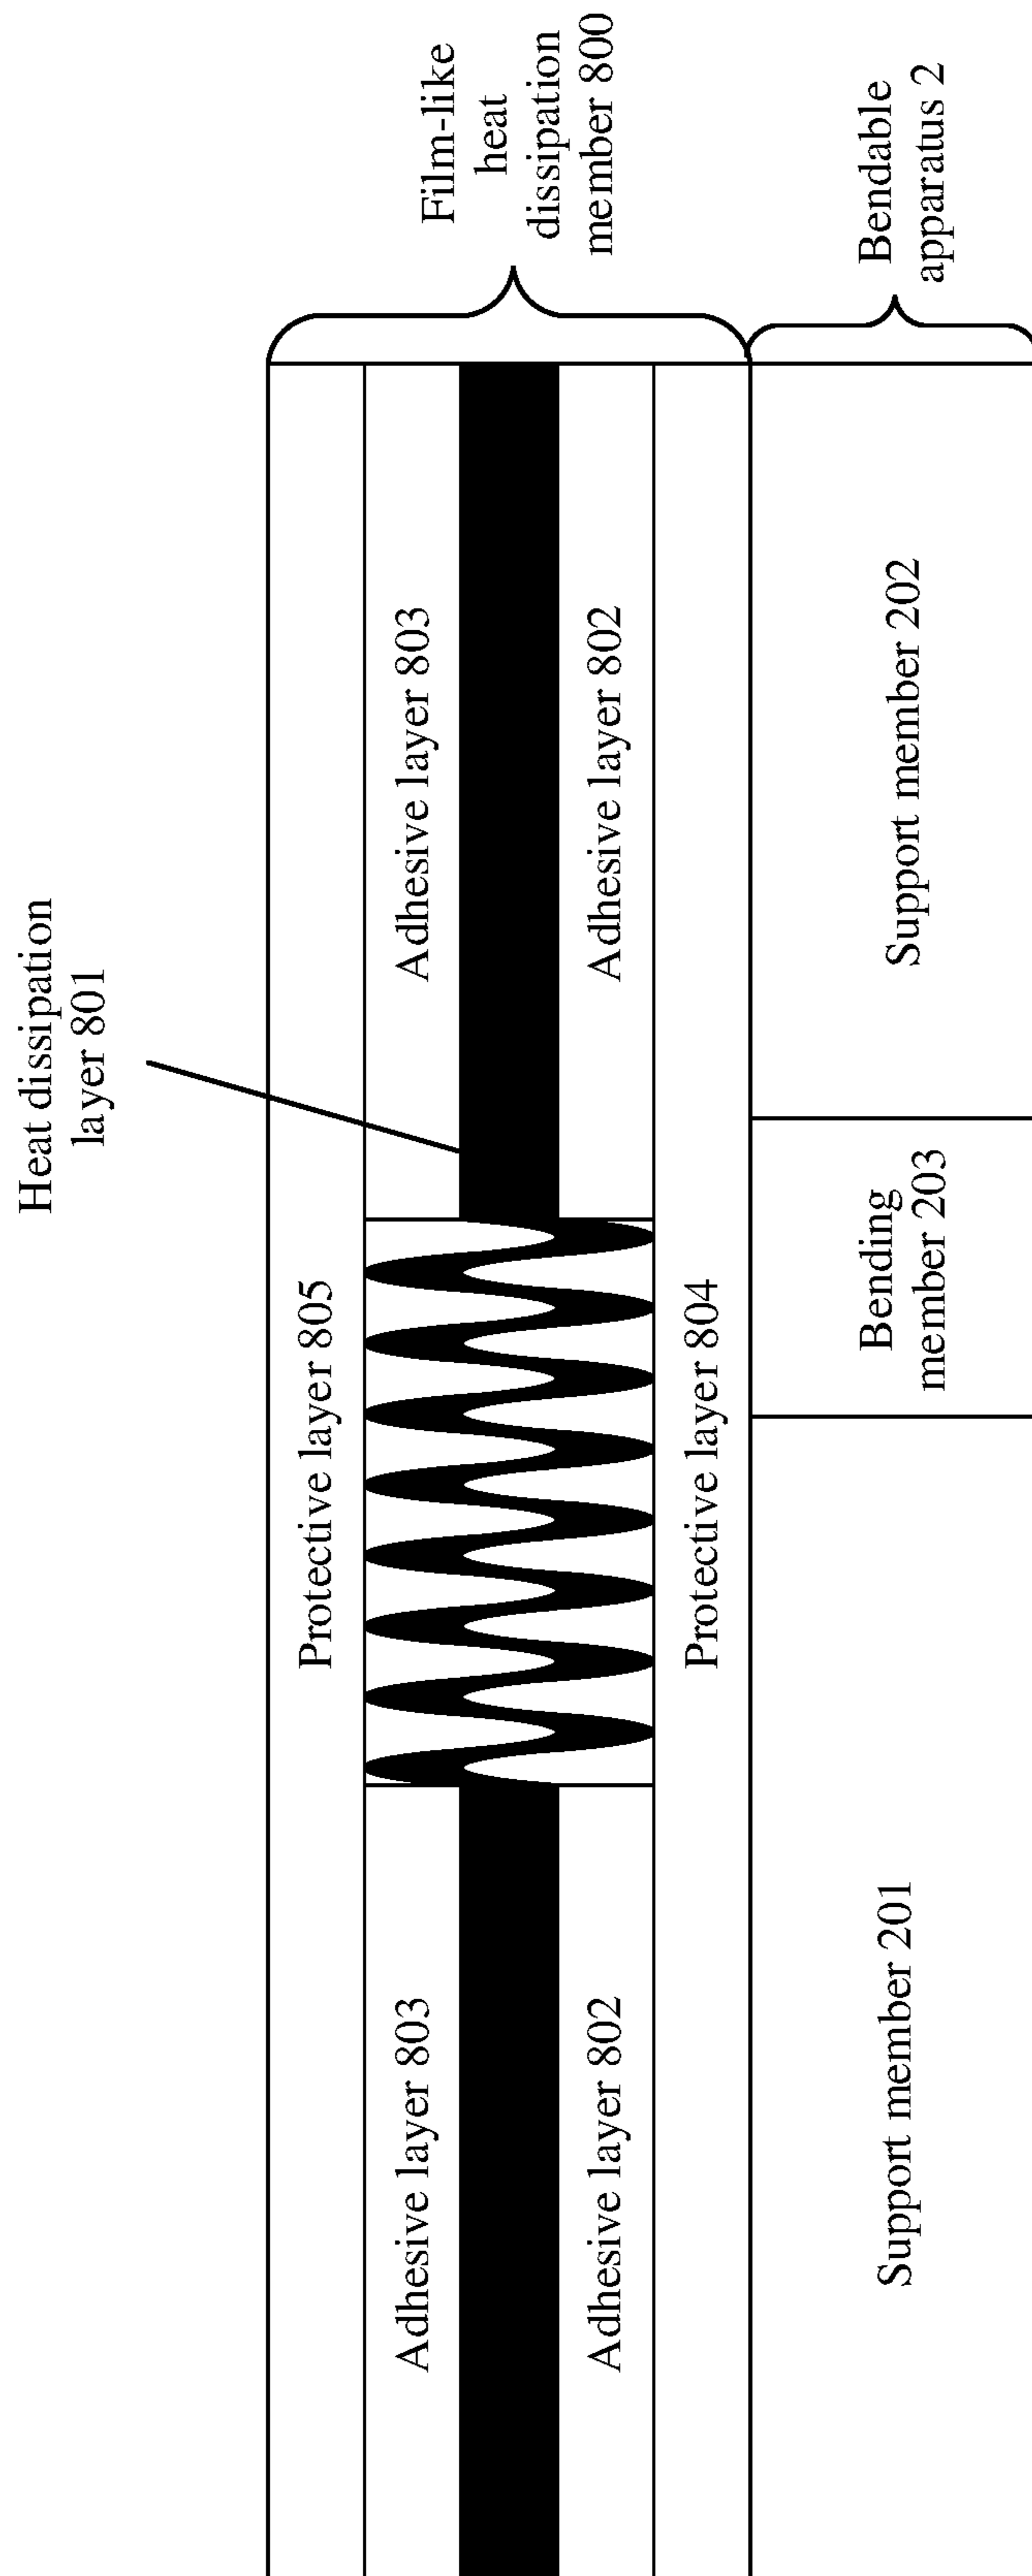 Heat dissipation
layer 801
Film-like
heat
dissipation
member 800
Protective layer 805
Adhesive layer 803
Adhesive layer 803
Adhesive layer 802
Adhesive layer 802
Protective layer 804
Support member 201
Bending
member 203
Support member 202
Bendable
apparatus 2